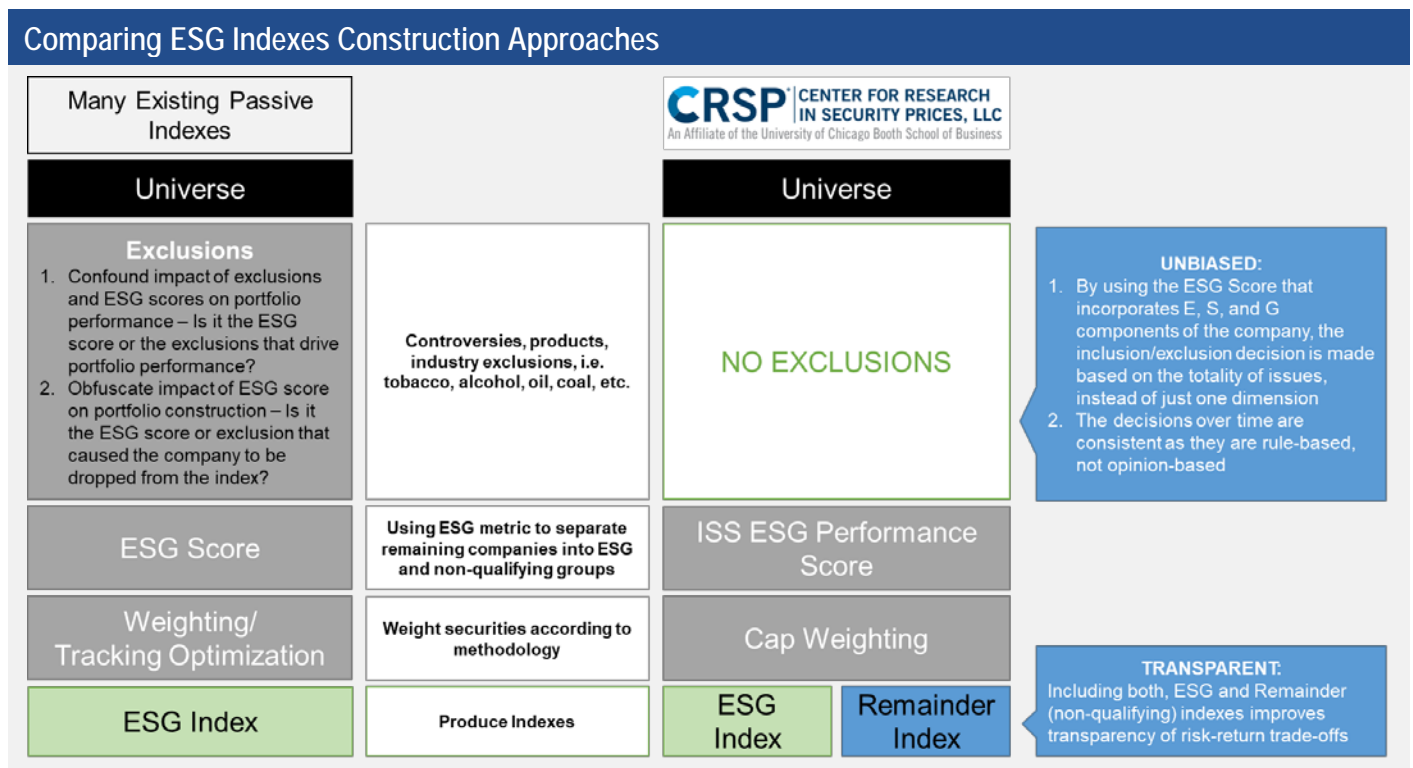 Comparing ESG Indexes Construction Approaches
Many Existing Passive
Indexes
CRSP® CENTER FOR RESEARCH
IN SECURITY PRICES, LLC
An Affiliate of the University of Chicago Booth School of Business
Universe
Universe
Exclusions
1. Confound impact of exclusions
and ESG scores on portfolio
performance – Is it the ESG
score or the exclusions that drive
portfolio performance?
2. Obfuscate impact of ESG score
on portfolio construction – Is it
the ESG score or exclusion that
caused the company to be
dropped from the index?
Controversies, products,
industry exclusions, i.e.
tobacco, alcohol, oil, coal, etc.
NO EXCLUSIONS
UNBIASED:
1. By using the ESG Score that
incorporates E, S, and G
components of the company, the
inclusion/exclusion decision is made
based on the totality of issues,
instead of just one dimension
2. The decisions over time are
consistent as they are rule-based,
not opinion-based
ESG Score
Using ESG metric to separate
remaining companies into ESG
and non-qualifying groups
ISS ESG Performance
Score
Weighting/
Tracking Optimization
Weight securities according to
methodology
Cap Weighting
ESG Index
Produce Indexes
ESG
Index
Remainder
Index
TRANSPARENT:
Including both, ESG and Remainder
(non-qualifying) indexes improves
transparency of risk-return trade-offs